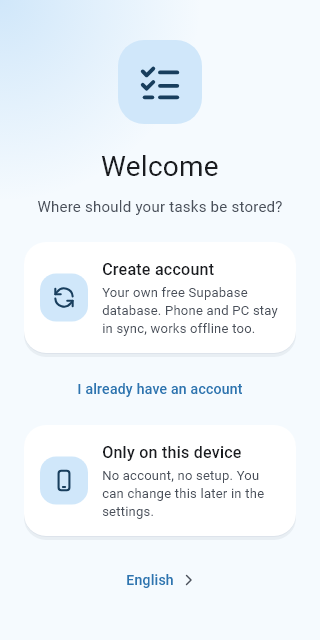 Welcome
Where should your tasks be stored?
Create account
Your own free Supabase
database. Phone and PC stay
in sync, works offline too.
I already have an account
Only on this device
No account, no setup. You
can change this later in the
settings.
English